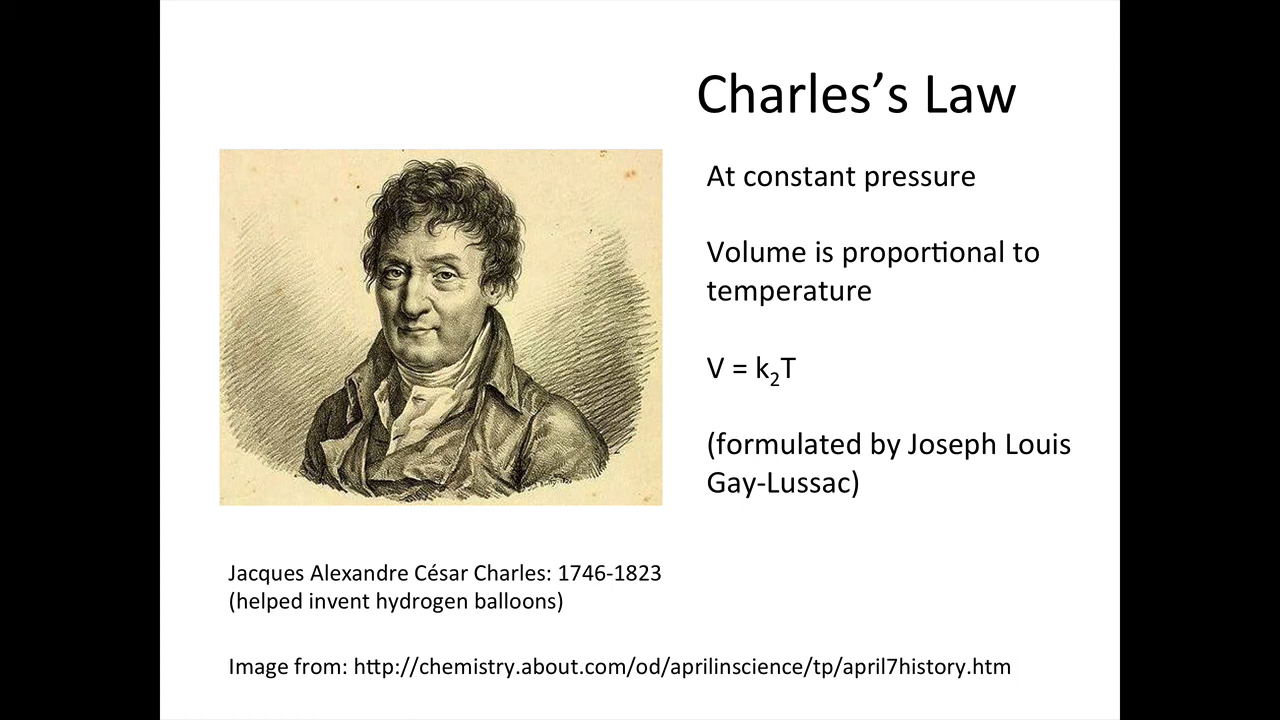 Charles’s Law
At constant pressure
Volume is proportional to
temperature
V = k₂T
(formulated by Joseph Louis
Gay-Lussac)
Jacques Alexandre César Charles: 1746-1823
(helped invent hydrogen balloons)
Image from: http://chemistry.about.com/od/aprilinscience/tp/april7history.htm